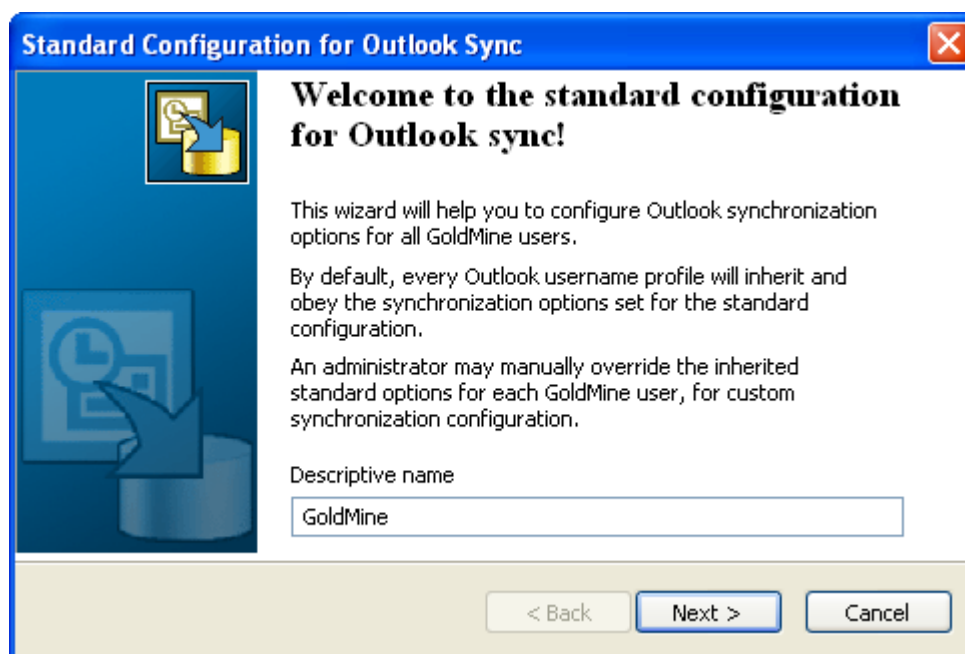 Standard Configuration for Outlook Sync
Welcome to the standard configuration
for Outlook sync!
This wizard will help you to configure Outlook synchronization
options for all GoldMine users.
By default, every Outlook username profile will inherit and
obey the synchronization options set for the standard
configuration.
An administrator may manually override the inherited
standard options for each GoldMine user, for custom
synchronization configuration.
Descriptive name
GoldMine
< Back
Next >
Cancel